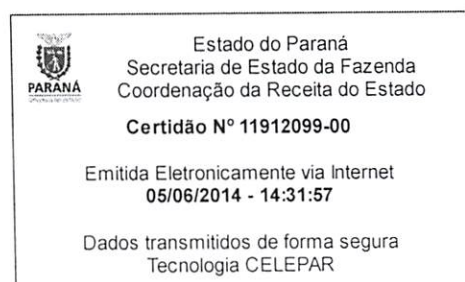 Estado do Paraná
Secretaria de Estado da Fazenda
PARANÁ
Coordenação da Receita do Estado
Certidão Nº 11912099-00
Emitida Eletronicamente via Internet
05/06/2014 - 14:31:57
Dados transmitidos de forma segura
Tecnologia CELEPAR